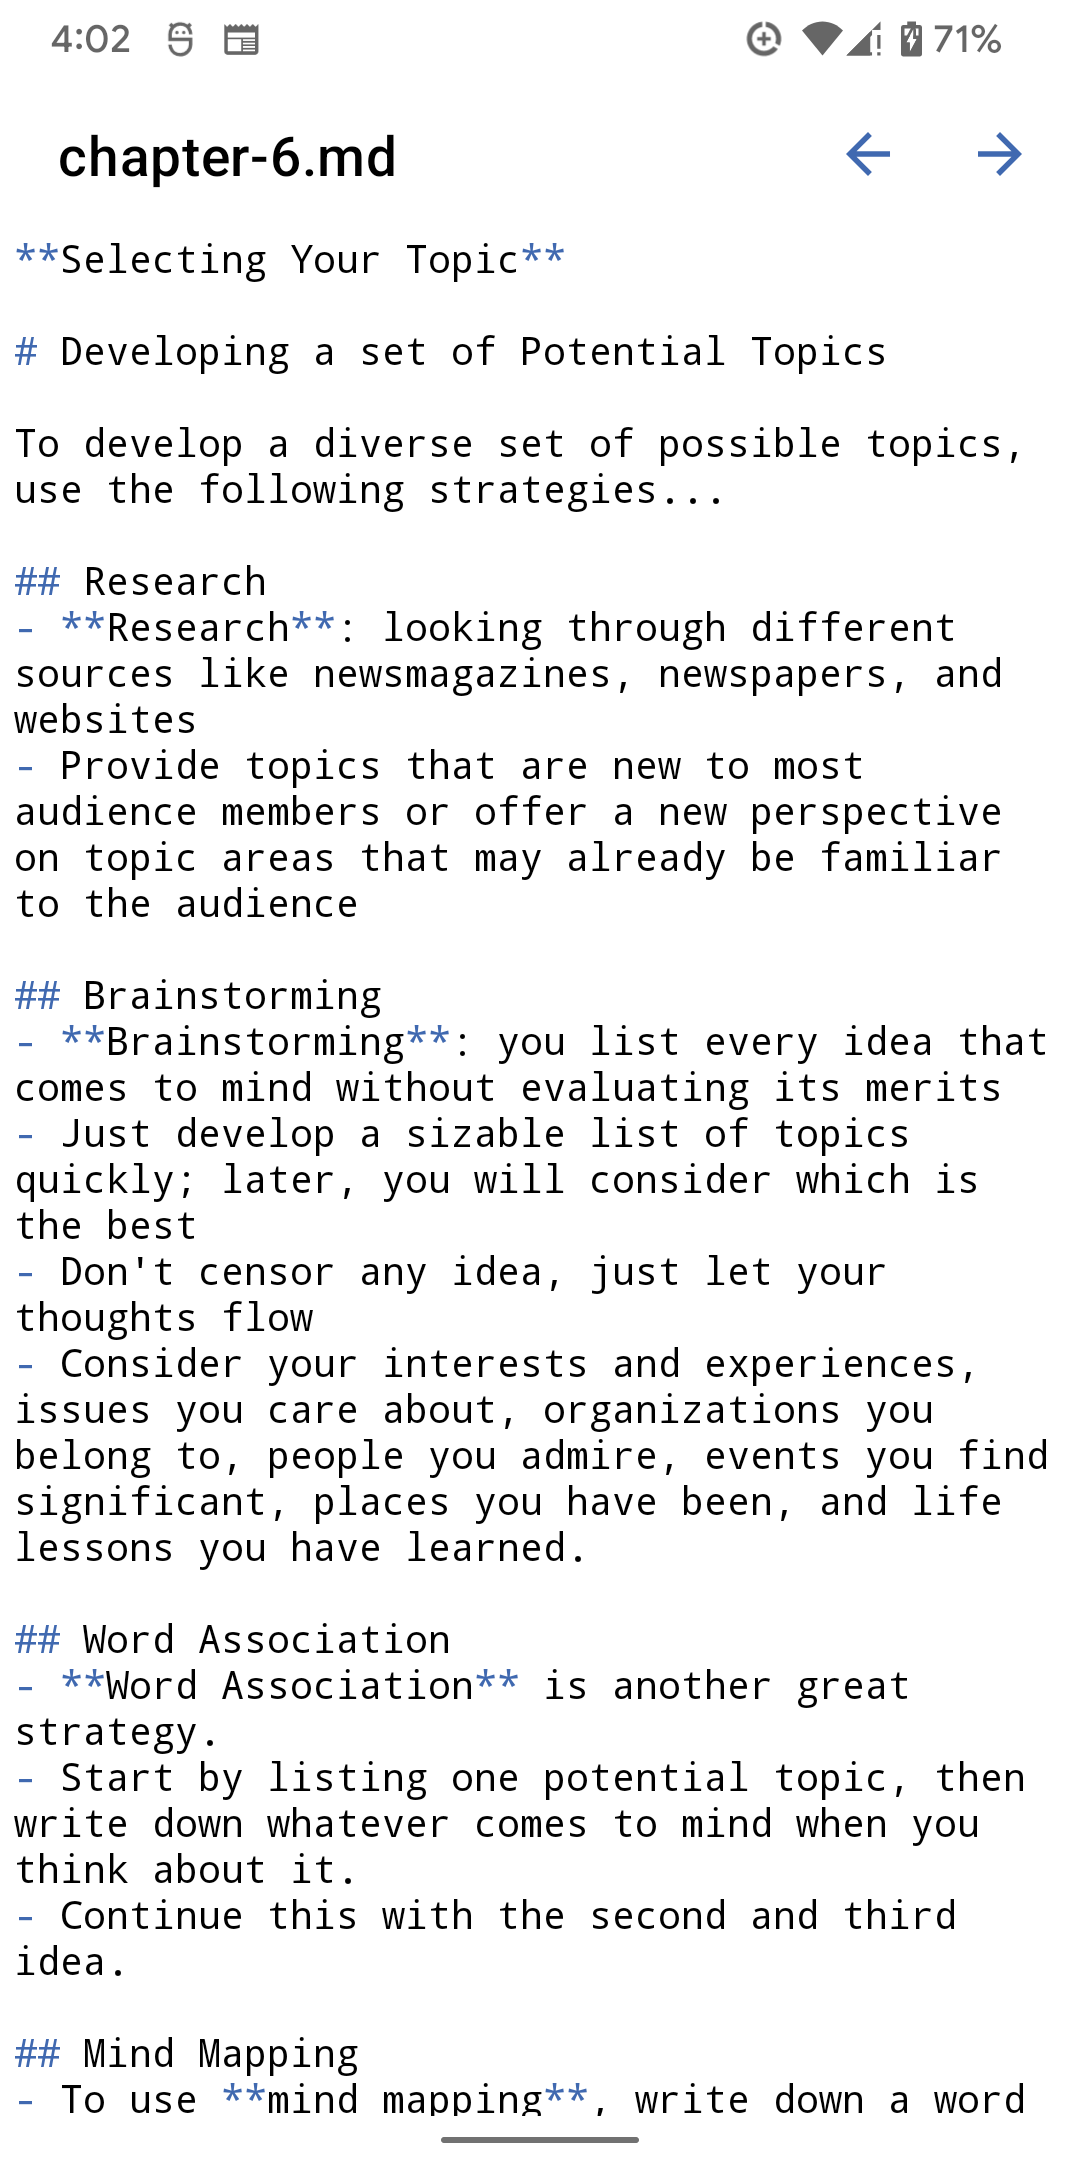 4:02
71%
chapter-6.md
**Selecting Your Topic**
# Developing a set of Potential Topics
To develop a diverse set of possible topics,
use the following strategies...
## Research
- **Research**: looking through different
sources like newsmagazines, newspapers, and
websites
- Provide topics that are new to most
audience members or offer a new perspective
on topic areas that may already be familiar
to the audience
## Brainstorming
- **Brainstorming**: you list every idea that
comes to mind without evaluating its merits
- Just develop a sizable list of topics
quickly; later, you will consider which is
the best
- Don't censor any idea, just let your
thoughts flow
- Consider your interests and experiences,
issues you care about, organizations you
belong to, people you admire, events you find
significant, places you have been, and life
lessons you have learned.
## Word Association
- **Word Association** is another great
strategy.
- Start by listing one potential topic, then
write down whatever comes to mind when you
think about it.
- Continue this with the second and third
idea.
## Mind Mapping
- To use **mind mapping**, write down a word